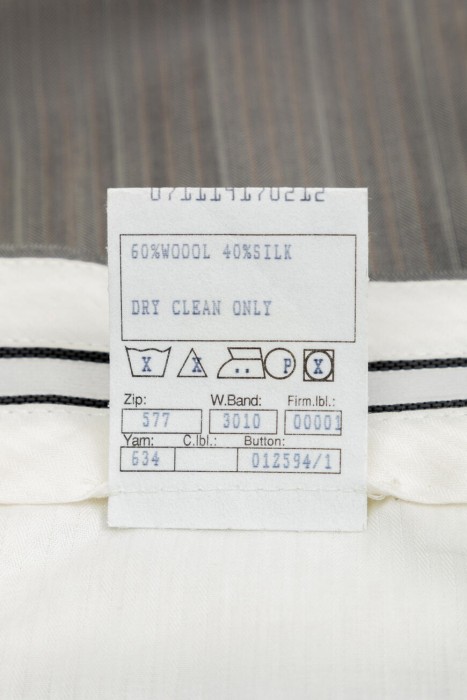 071114170212
60%WOOOL 40%SILK
DRY CLEAN ONLY
X X P X
Zip: W.Band: Firm.lbl.:
577 3010 00001
Yarn: C.lbl.: Button:
634 012594/1